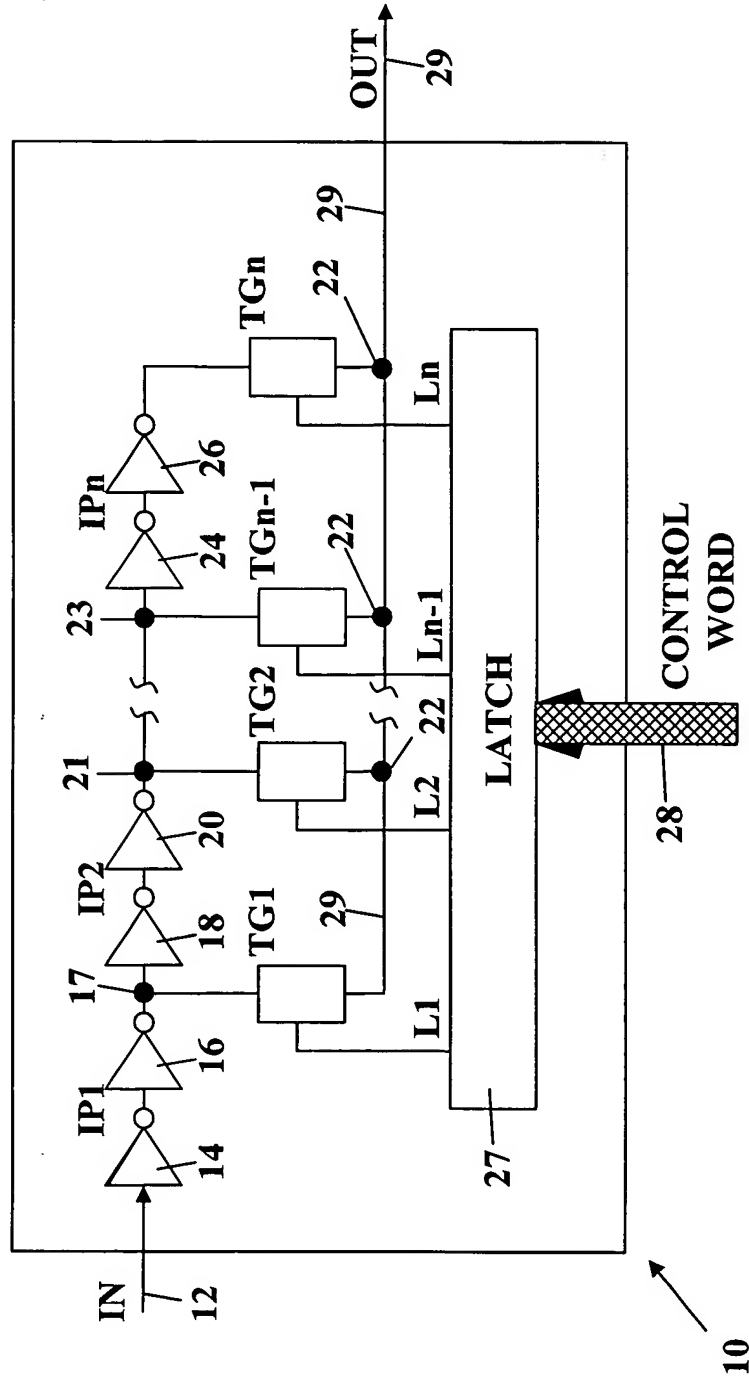 IN
12
IP1
14
16
17
IP2
18
20
21
23
IPn
24
26
TG1
TG2
TGn-1
TGn
22
22
22
29
29
OUT
29
L1
L2
Ln-1
Ln
LATCH
27
28
CONTROL
WORD
10